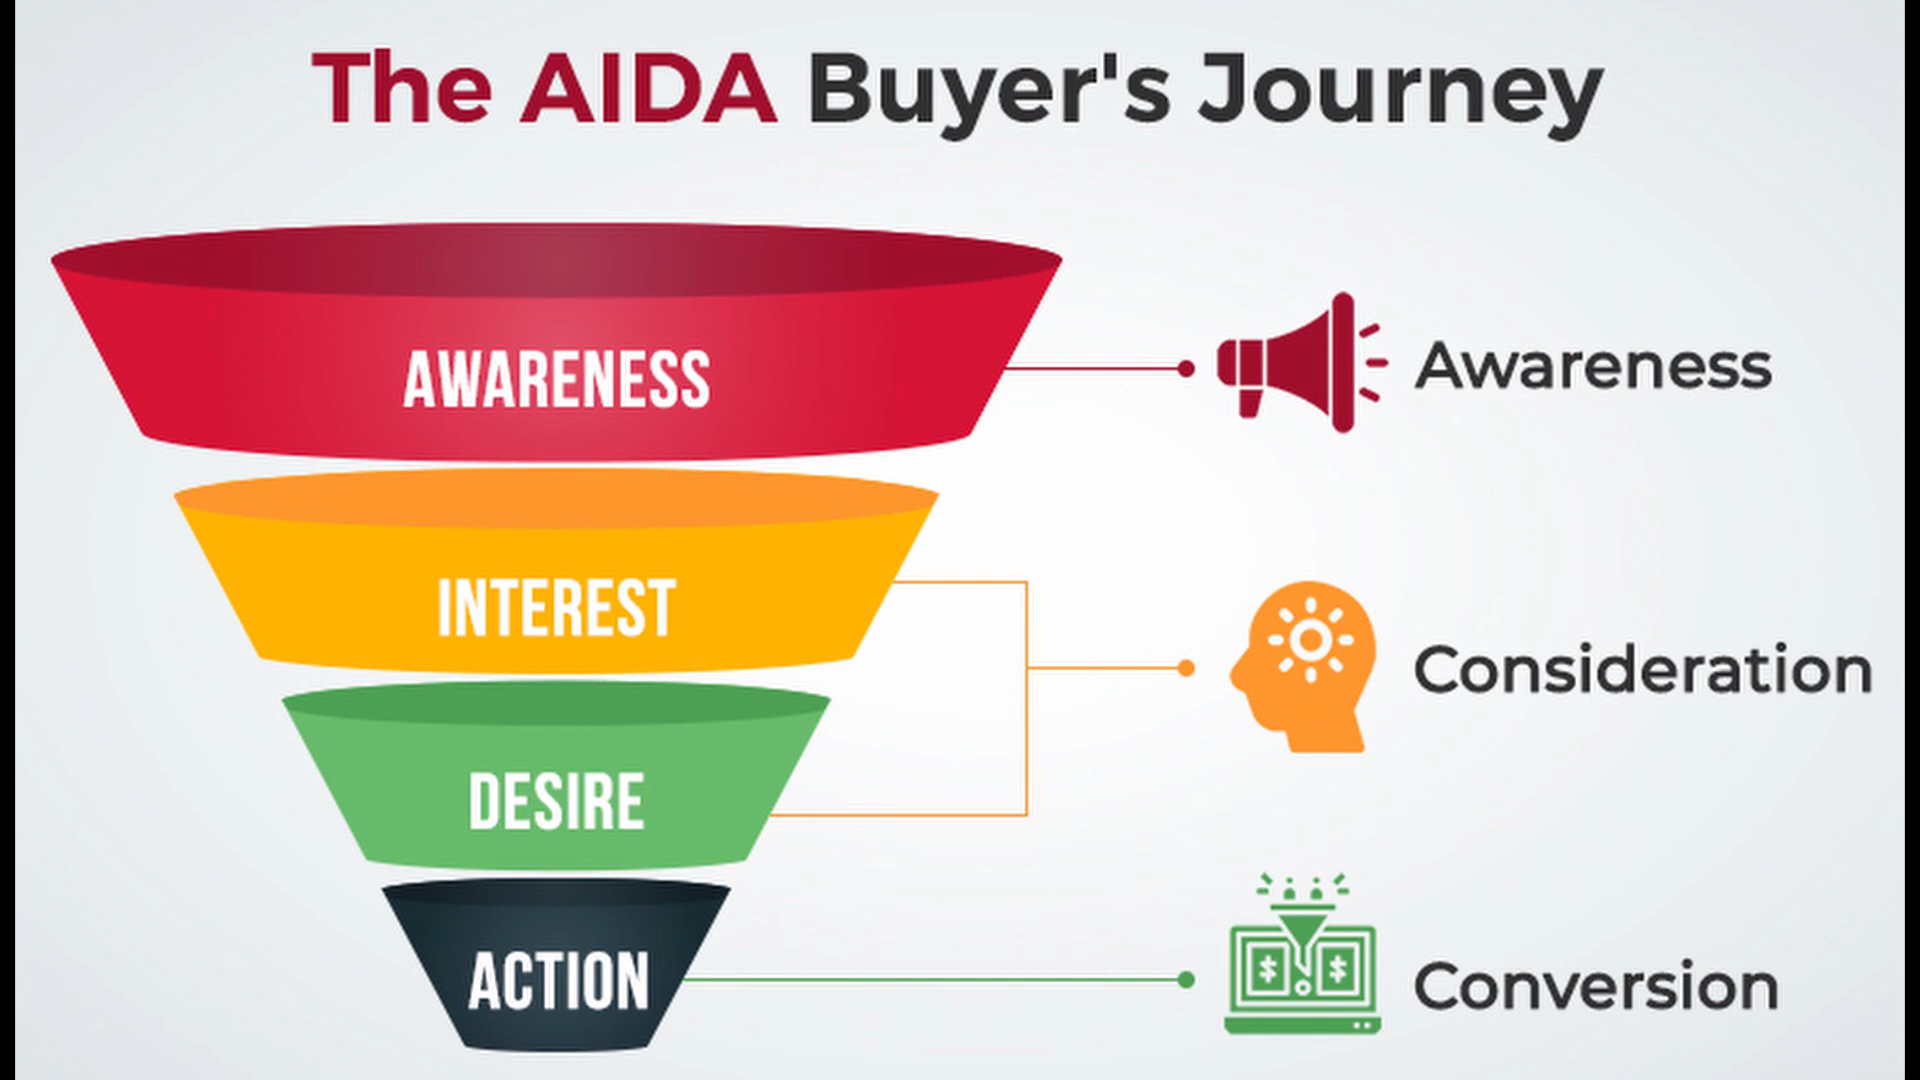 The AIDA Buyer's Journey
AWARENESS
Awareness
INTEREST
Consideration
DESIRE
ACTION
$ $
Conversion